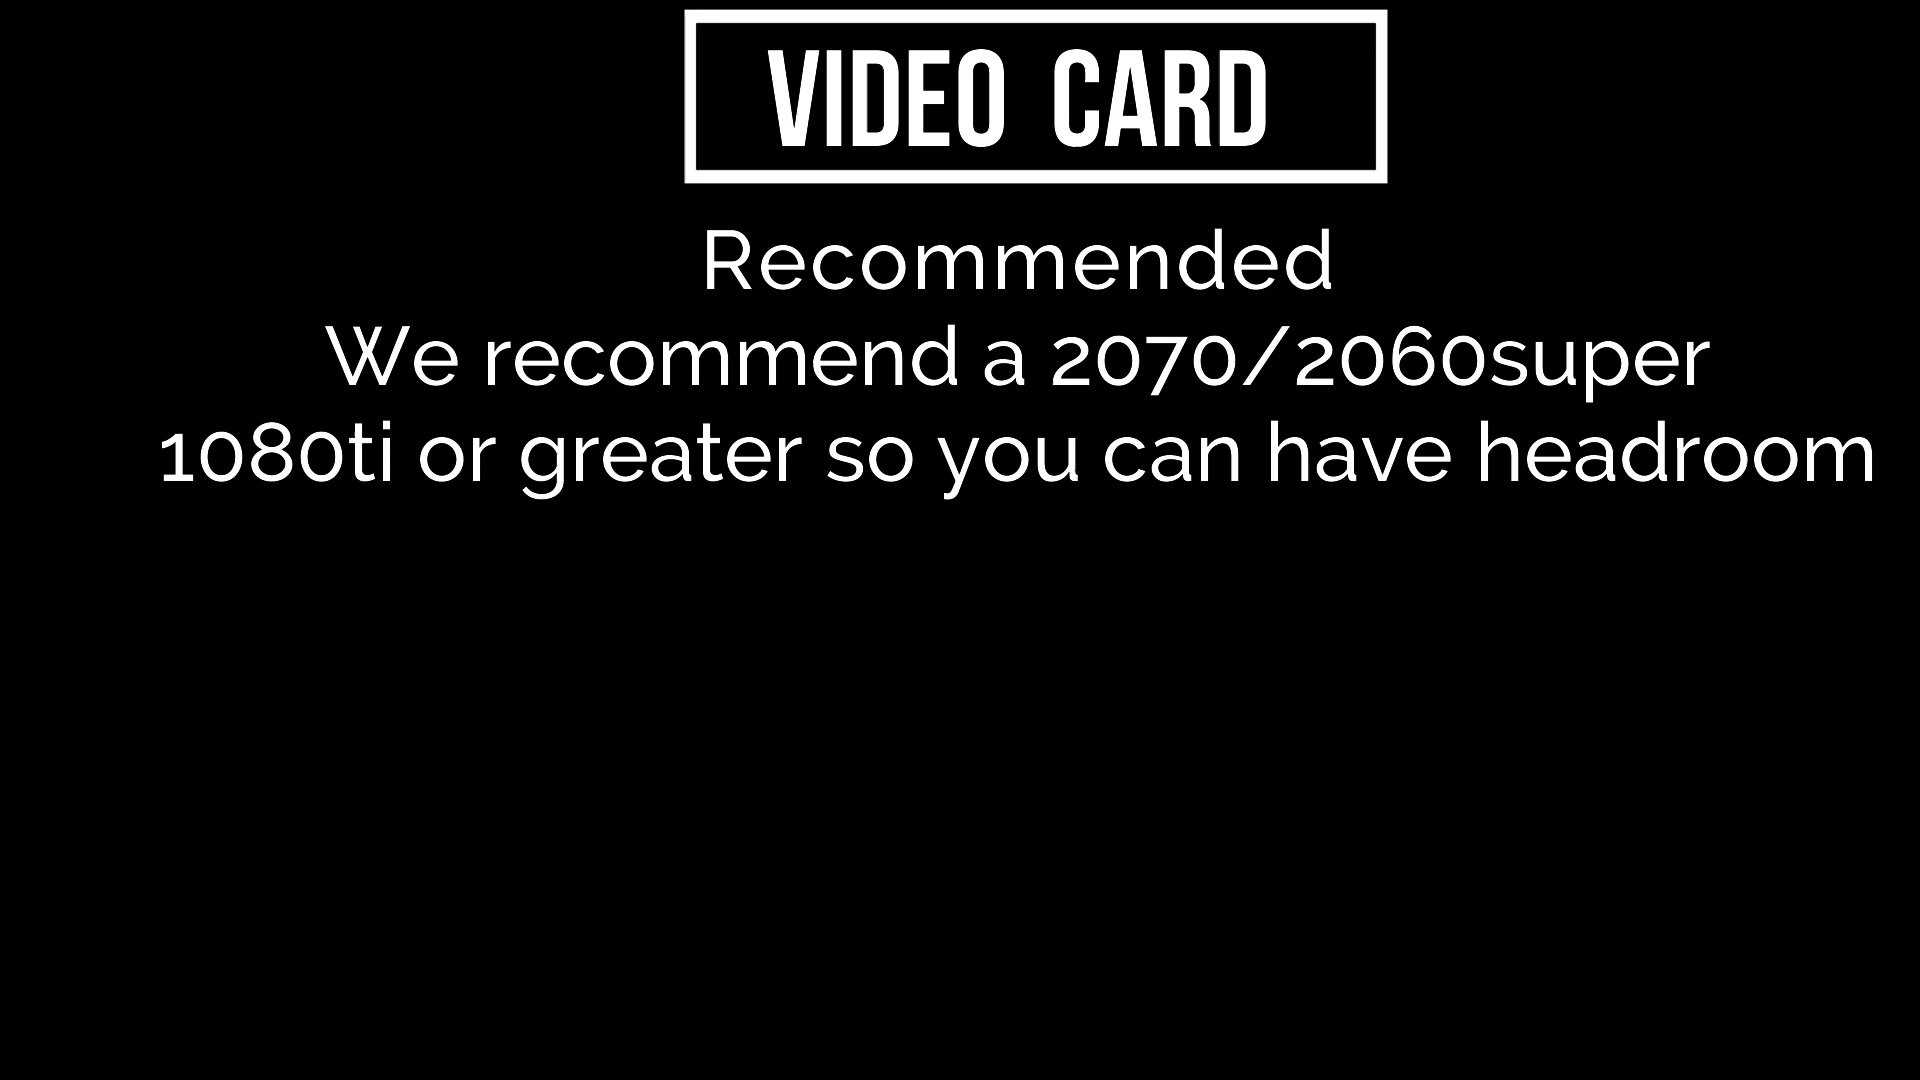 VIDEO CARD
Recommended
We recommend a 2070/2060super
1080ti or greater so you can have headroom